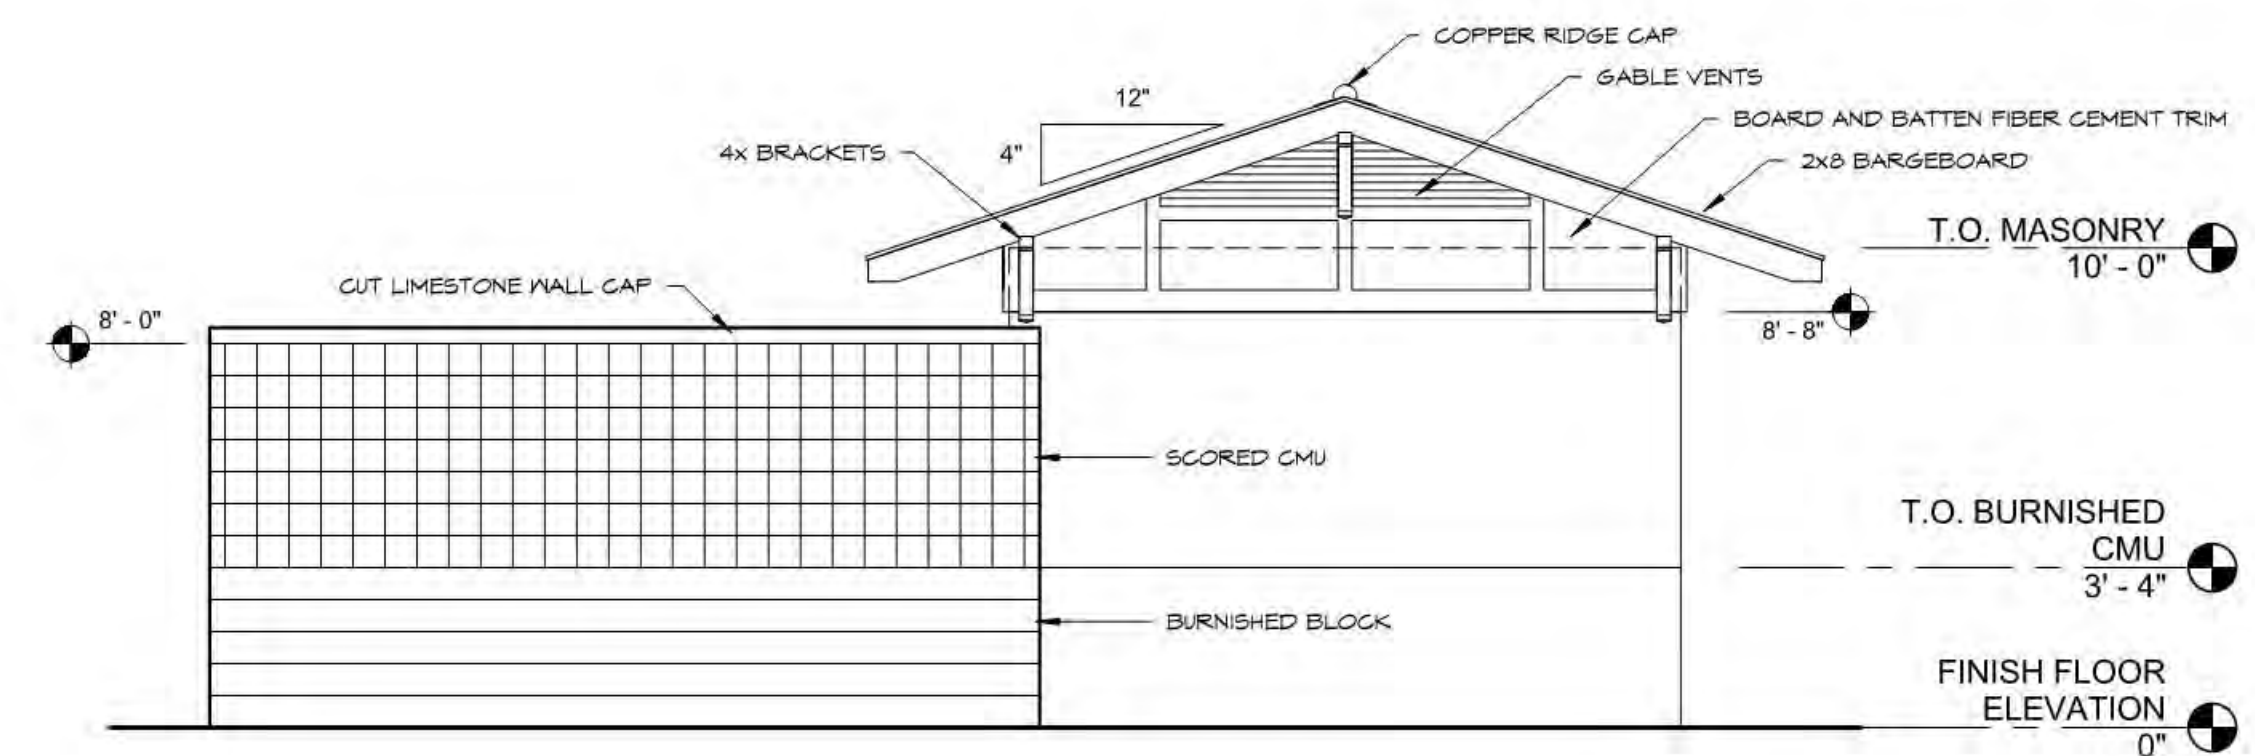 COPPER RIDGE CAP
GABLE VENTS
12"
BOARD AND BATTEN FIBER CEMENT TRIM
4x BRACKETS
4"
2x8 BARGEBOARD
T.O. MASONRY
10' - 0"
CUT LIMESTONE WALL CAP
8' - 0"
8' - 8"
SCORED CMU
T.O. BURNISHED
CMU
3' - 4"
BURNISHED BLOCK
FINISH FLOOR
ELEVATION
0"